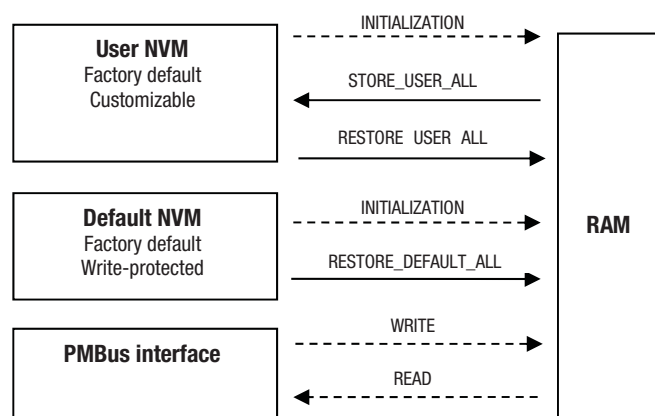 User NVM
Factory default
Customizable
INITIALIZATION
STORE_USER_ALL
RESTORE USER ALL
Default NVM
Factory default
Write-protected
INITIALIZATION
RESTORE_DEFAULT_ALL
PMBus interface
WRITE
READ
RAM